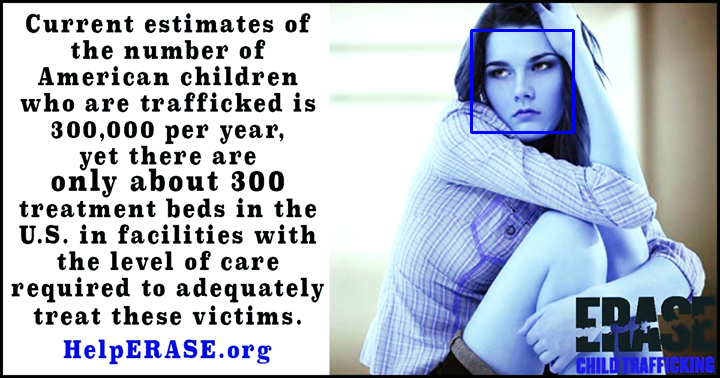 Current estimates of
the number of
American children
who are trafficked is
300,000 per year,
yet there are
only about 300
treatment beds in the
U.S. in facilities with
the level of care
required to adequately
treat these victims.
HelpERASE.org
ERASE
CHILD TRAFFICKING